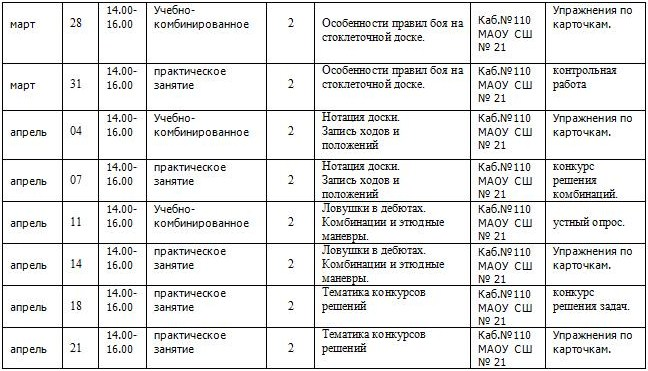 март 28 14.00-16.00 Учебно-комбинированное 2 Особенности правил боя на стоклеточной доске. Каб.№110 МАОУ СШ № 21 Упражнения по карточкам.
март 31 14.00-16.00 практическое занятие 2 Особенности правил боя на стоклеточной доске. Каб.№110 МАОУ СШ № 21 контрольная работа
апрель 04 14.00-16.00 Учебно-комбинированное 2 Нотация доски. Запись ходов и положений Каб.№110 МАОУ СШ № 21 Упражнения по карточкам.
апрель 07 14.00-16.00 практическое занятие 2 Нотация доски. Запись ходов и положений Каб.№110 МАОУ СШ № 21 конкурс решения комбинаций.
апрель 11 14.00-16.00 Учебно-комбинированное 2 Ловушки в дебютах. Комбинации и этюдные маневры. Каб.№110 МАОУ СШ № 21 устный опрос.
апрель 14 14.00-16.00 практическое занятие 2 Ловушки в дебютах. Комбинации и этюдные маневры. Каб.№110 МАОУ СШ № 21 Упражнения по карточкам.
апрель 18 14.00-16.00 практическое занятие 2 Тематика конкурсов решений Каб.№110 МАОУ СШ № 21 конкурс решения задач.
апрель 21 14.00-16.00 практическое занятие 2 Тематика конкурсов решений Каб.№110 МАОУ СШ № 21 Упражнения по карточкам.